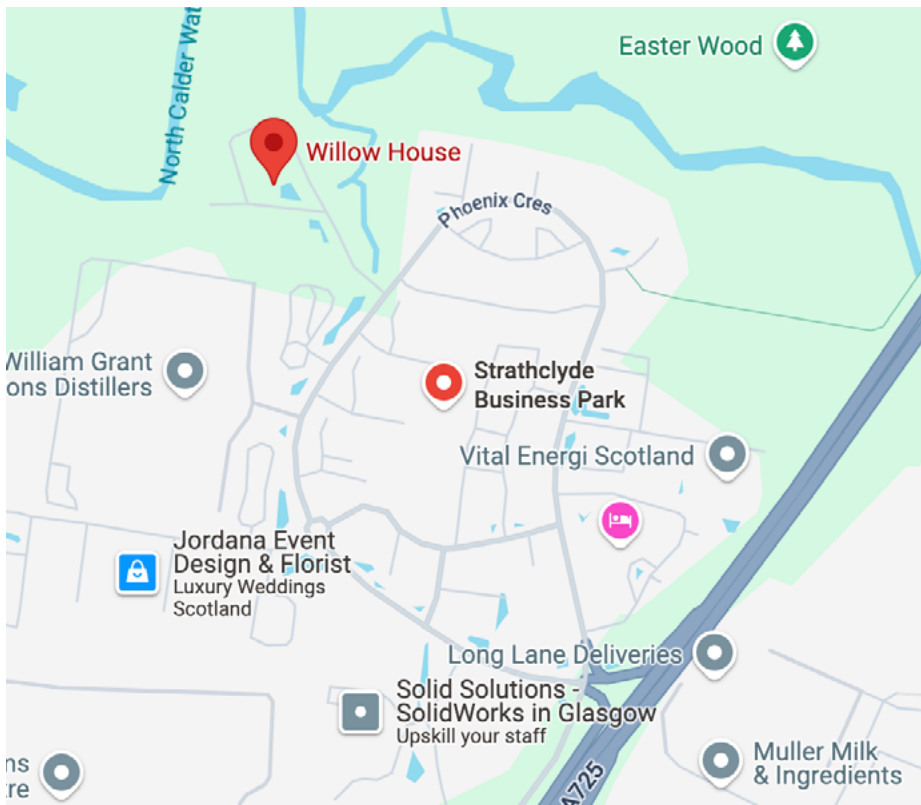 Easter Wood
North Calder Wat
Willow House
Phoenix Cres
William Grant
ons Distillers
Strathclyde
Business Park
Vital Energi Scotland
Jordana Event
Design & Florist
Luxury Weddings
Scotland
Long Lane Deliveries
Solid Solutions -
SolidWorks in Glasgow
Upskill your staff
ns
re
Muller Milk
& Ingredients
A725